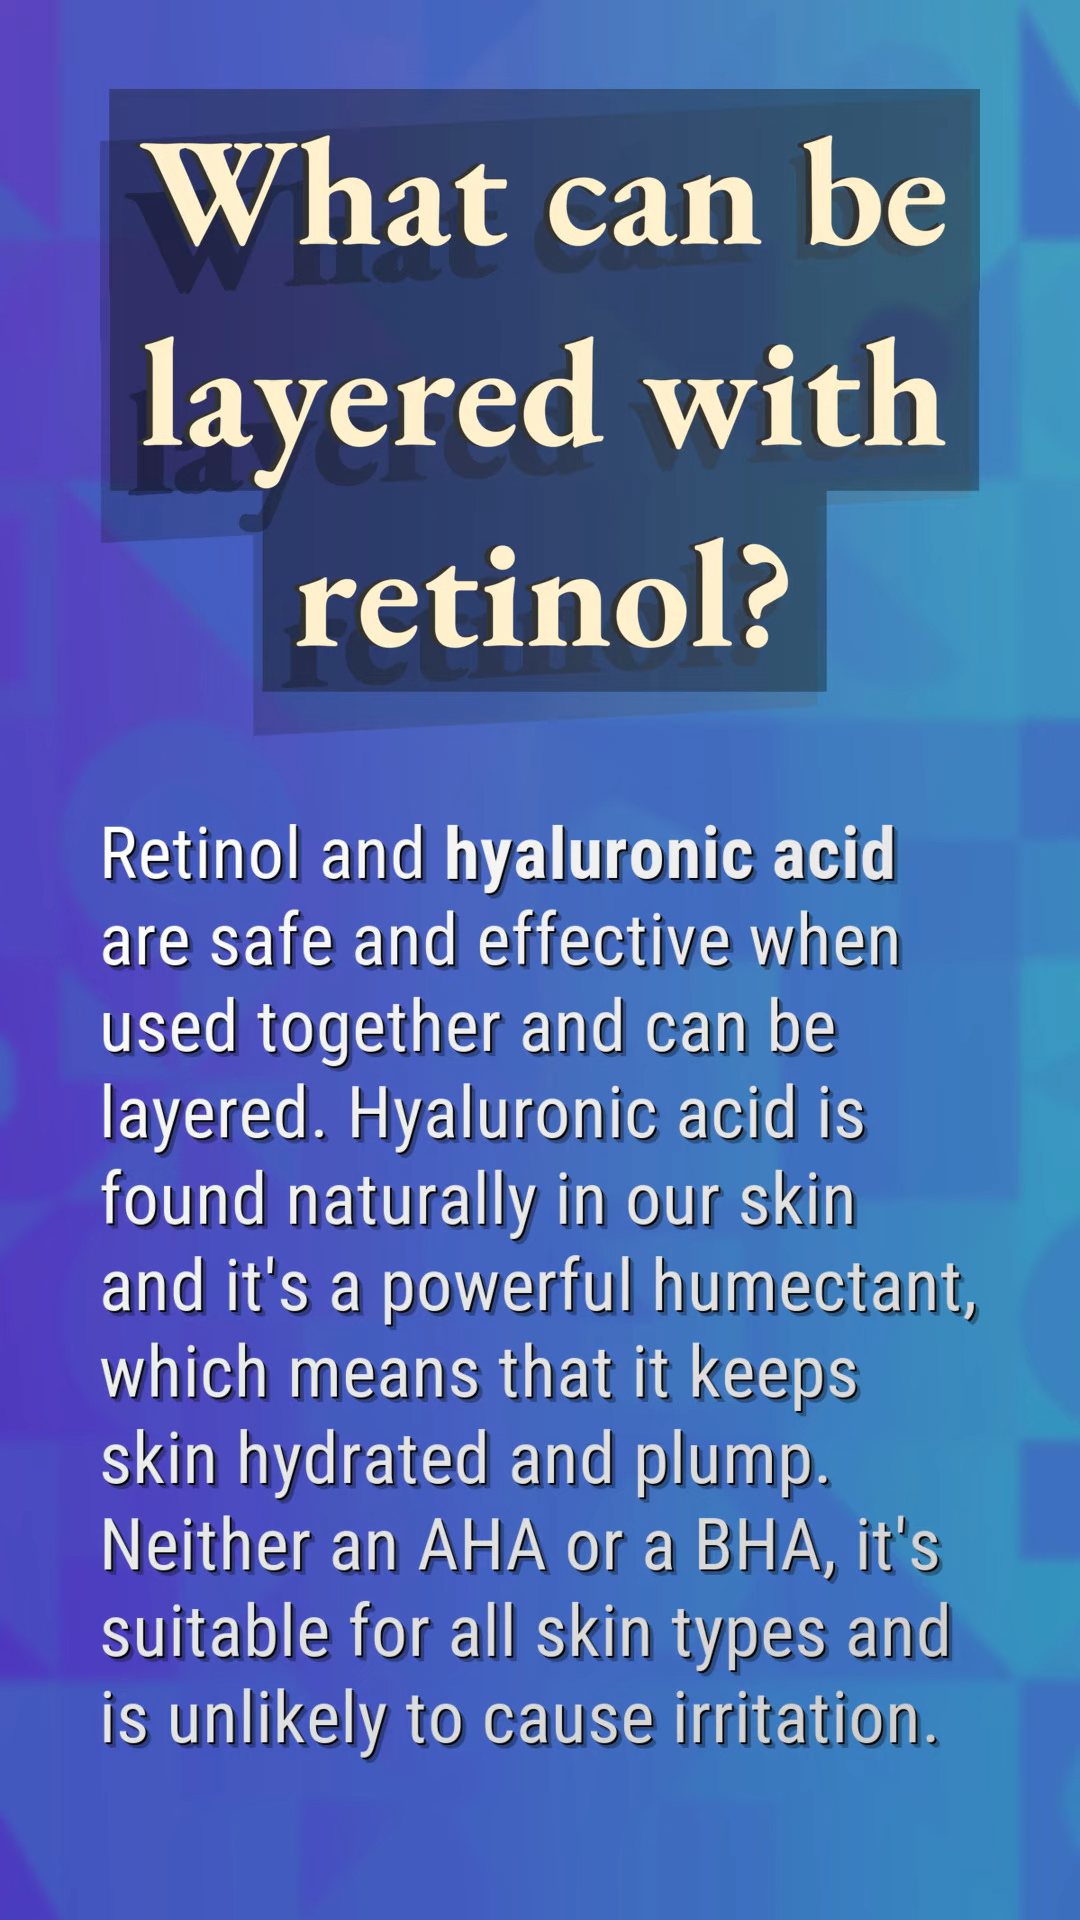 What can be
layered with
retinol?
Retinol and hyaluronic acid
are safe and effective when
used together and can be
layered. Hyaluronic acid is
found naturally in our skin
and it's a powerful humectant,
which means that it keeps
skin hydrated and plump.
Neither an AHA or a BHA, it's
suitable for all skin types and
is unlikely to cause irritation.